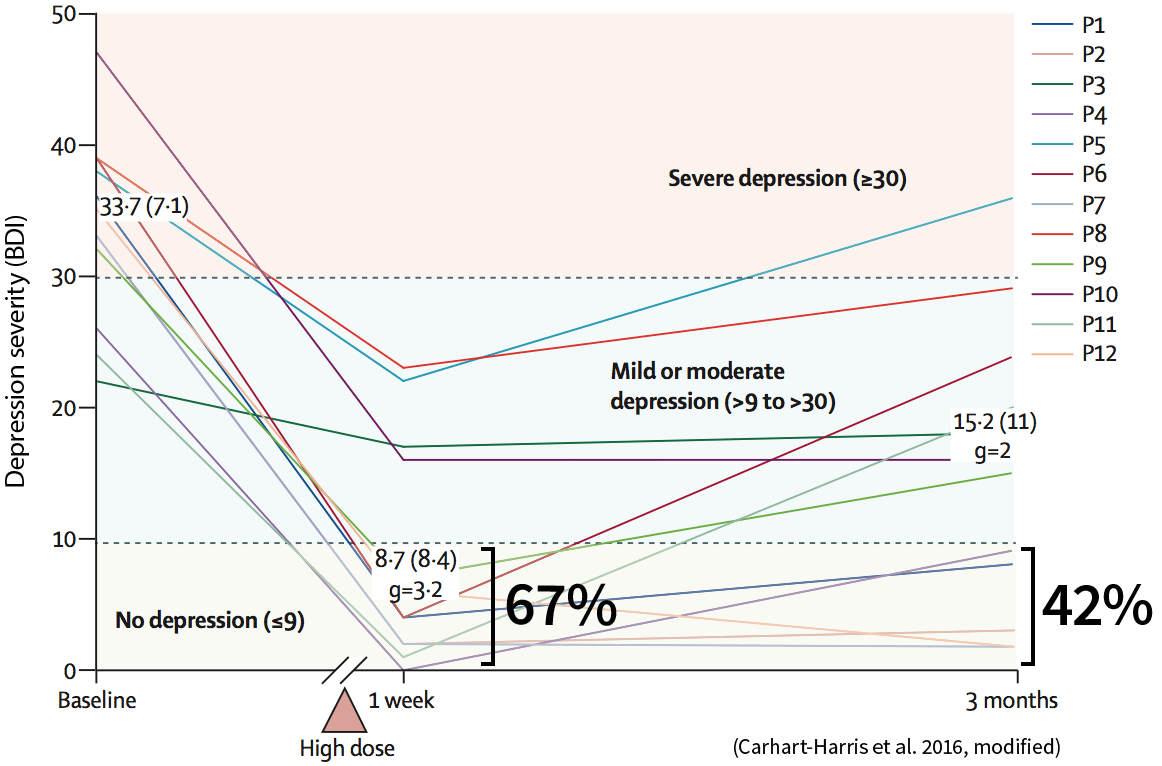 50
40
30
20
10
0
Depression severity (BDI)
33·7 (7·1)
Severe depression (≥30)
Mild or moderate
depression (>9 to >30)
15·2 (11)
g=2
8·7 (8·4)
g=3·2
67%
42%
No depression (≤9)
Baseline
1 week
3 months
High dose
(Carhart-Harris et al. 2016, modified)
P1
P2
P3
P4
P5
P6
P7
P8
P9
P10
P11
P12